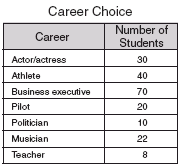 Career Choice
Career Number of Students
Actor/actress 30
Athlete 40
Business executive 70
Pilot 20
Politician 10
Musician 22
Teacher 8